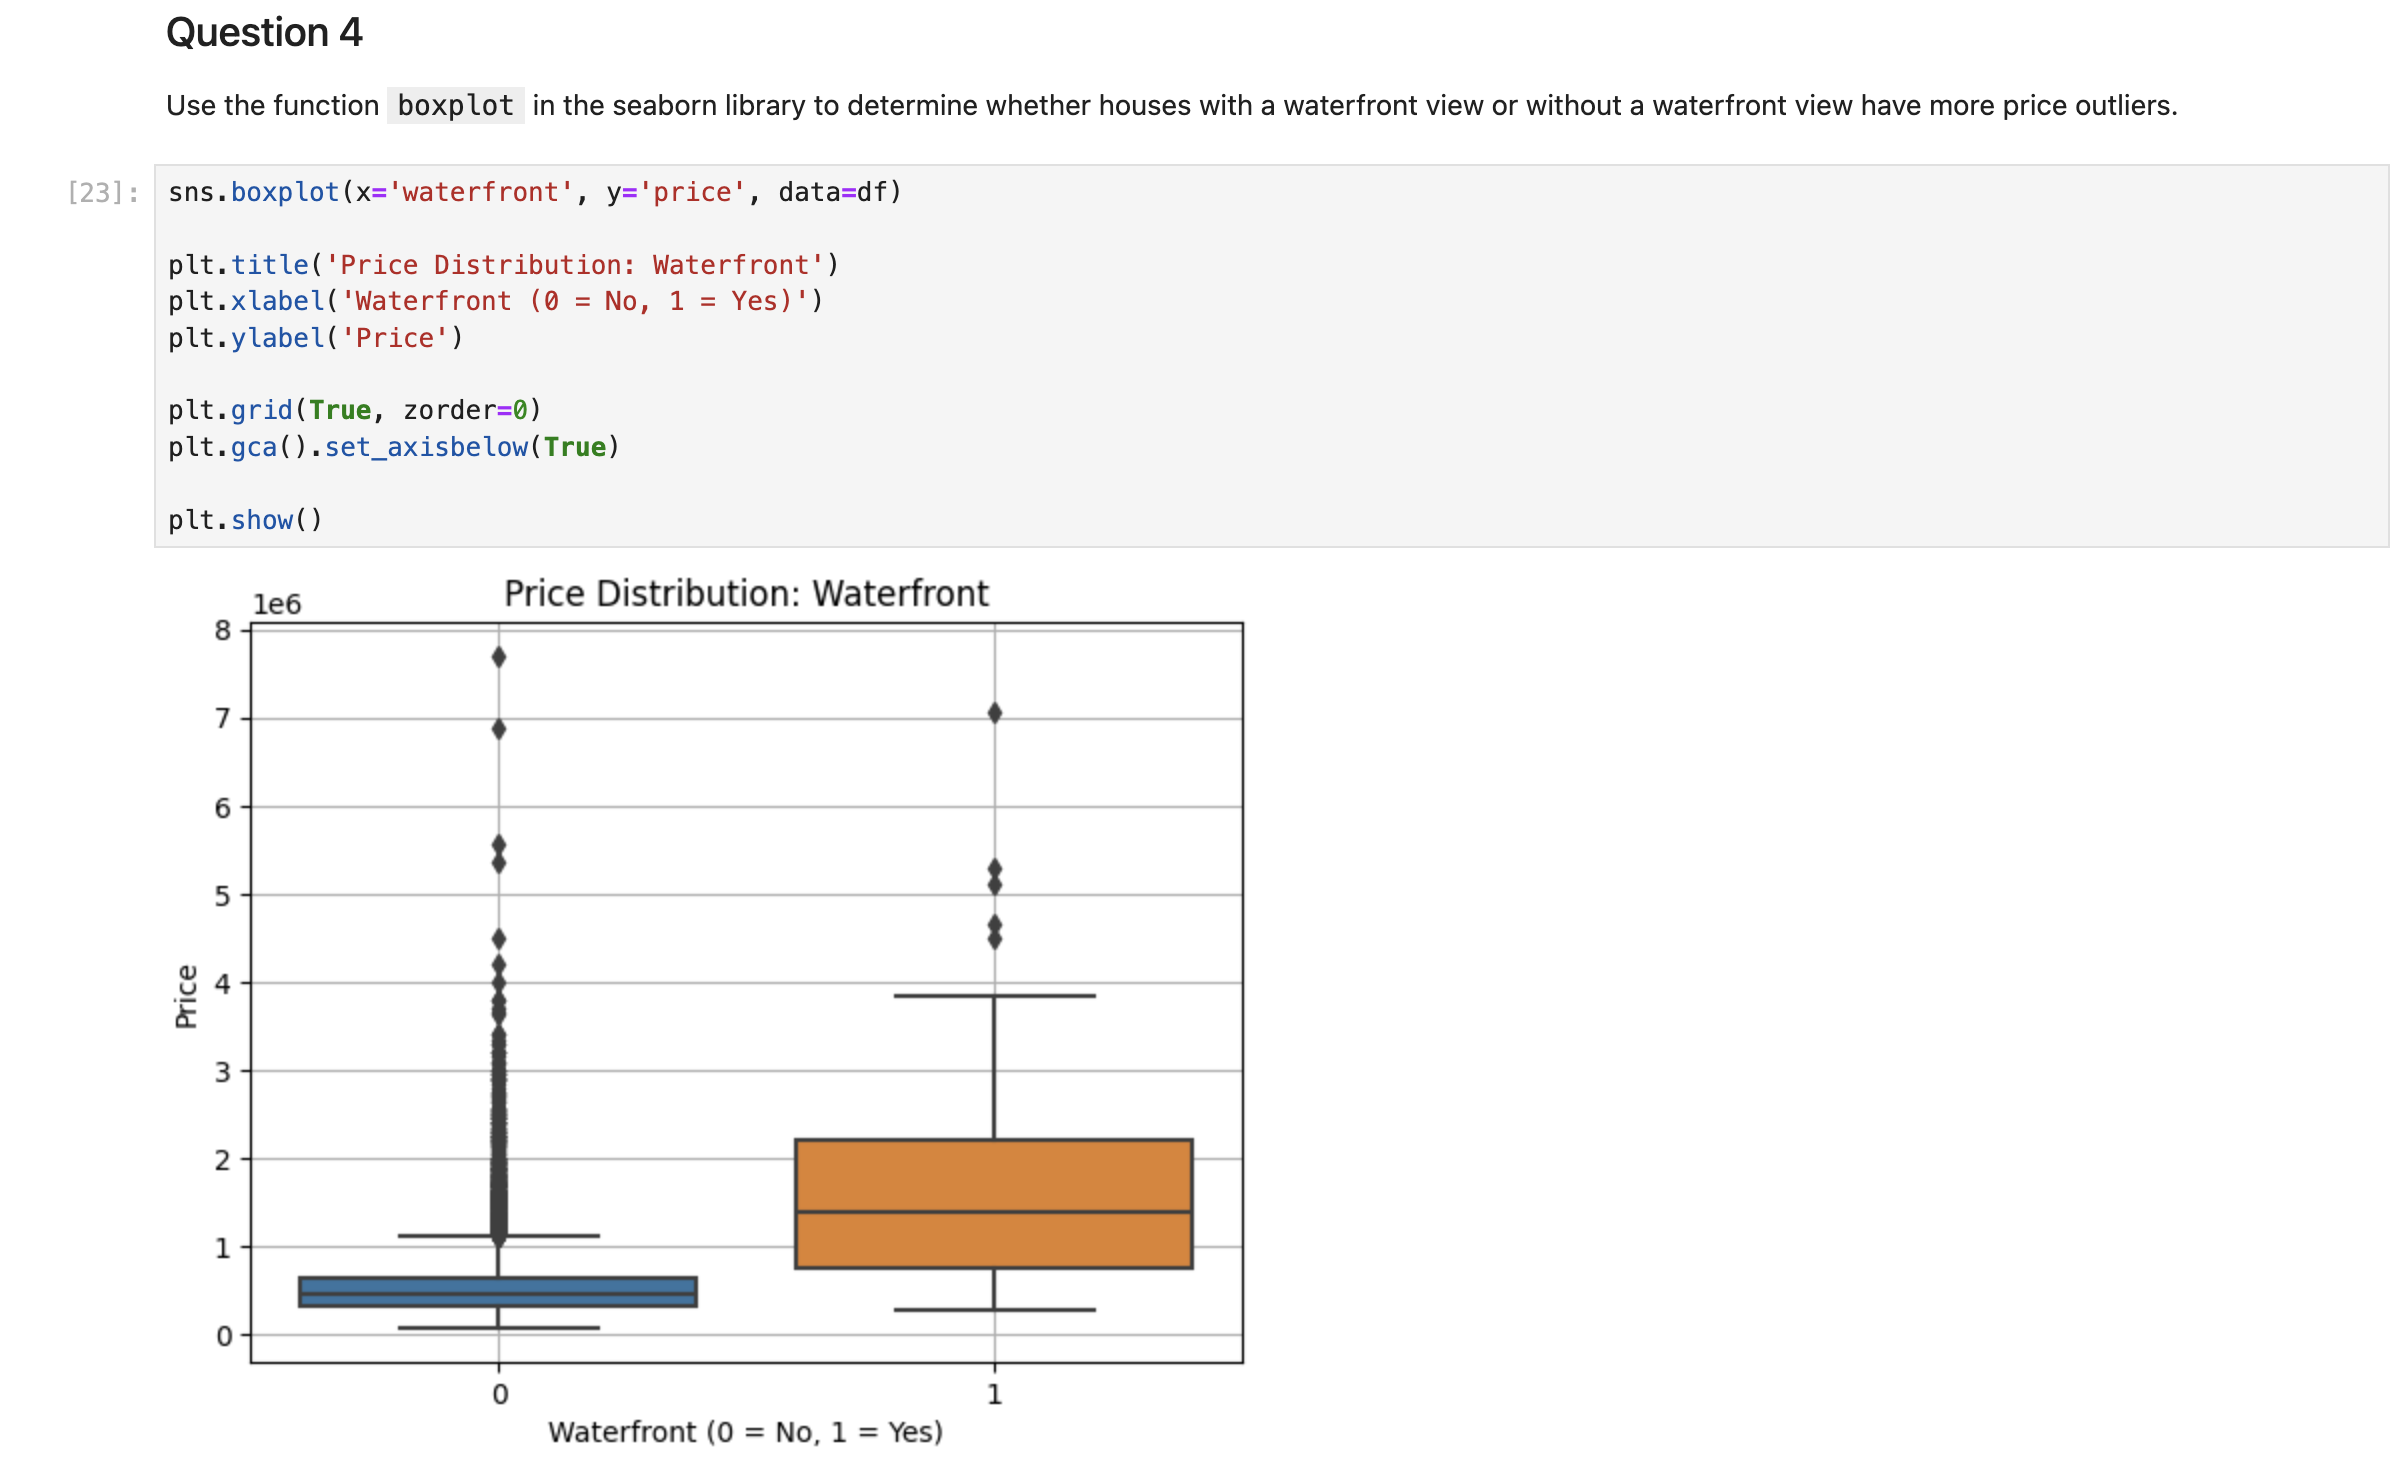 Question 4
Use the function boxplot in the seaborn library to determine whether houses with a waterfront view or without a waterfront view have more price outliers.
[23]:
sns.boxplot(x='waterfront', y='price', data=df)
plt.title('Price Distribution: Waterfront')
plt.xlabel('Waterfront (0 = No, 1 = Yes)')
plt.ylabel('Price')
plt.grid(True, zorder=0)
plt.gca().set_axisbelow(True)
plt.show()
Price Distribution: Waterfront
1e6
8
7
6
5
4
3
2
1
0
Price
0 1
Waterfront (0 = No, 1 = Yes)